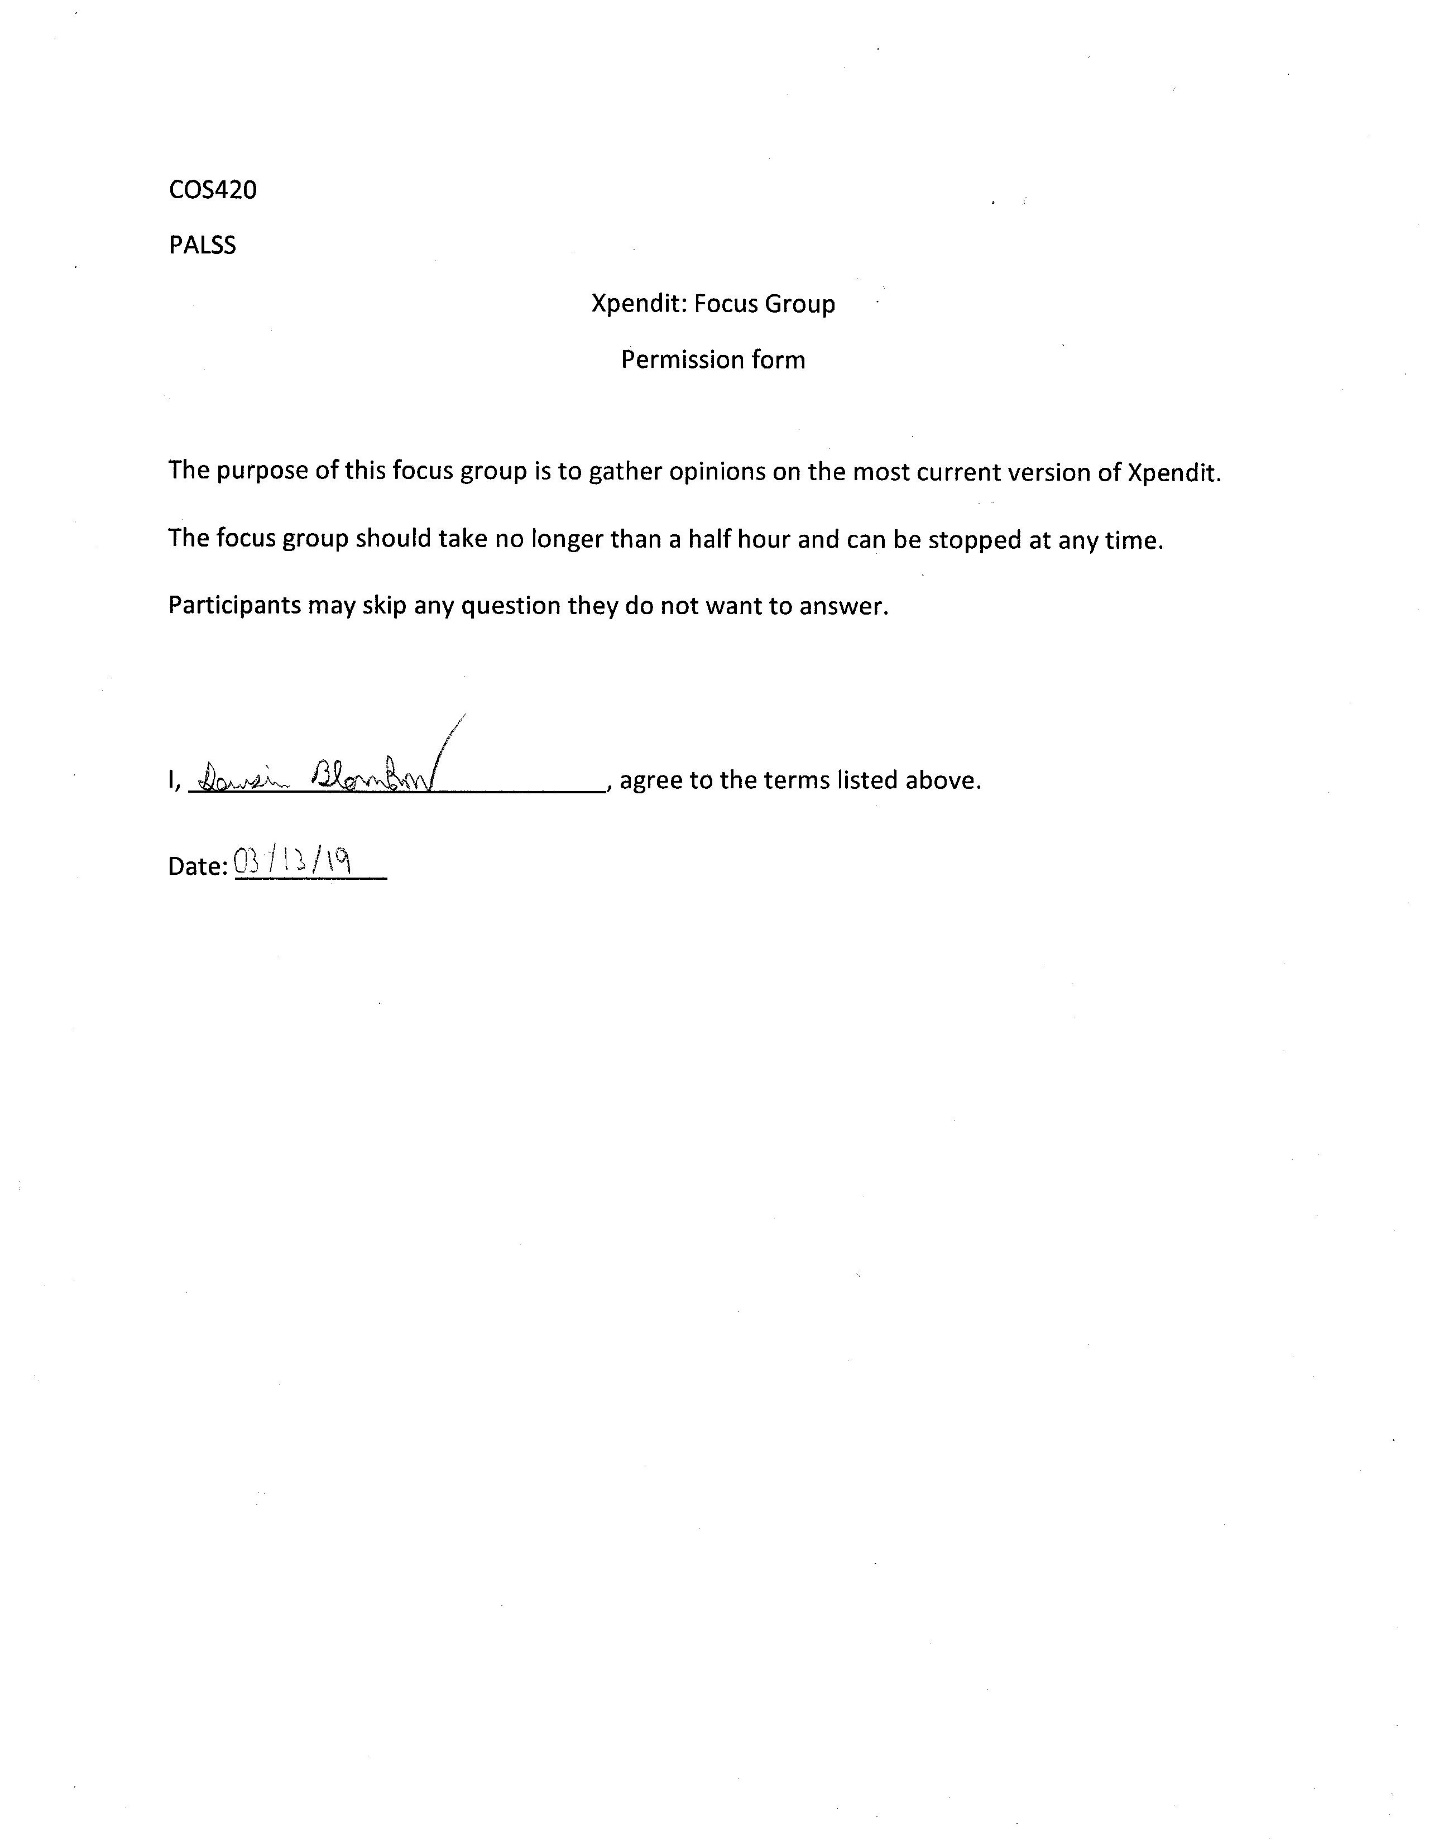 COS420
PALSS
Xpendit: Focus Group
Permission form
The purpose of this focus group is to gather opinions on the most current version of Xpendit.
The focus group should take no longer than a half hour and can be stopped at any time.
Participants may skip any question they do not want to answer.
I, , agree to the terms listed above.
Date: 03/13/19